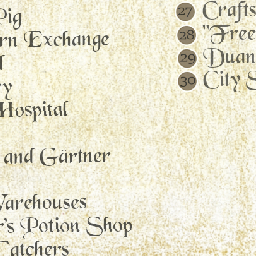 Pig
rn Exchange
l
ry
Hospital
and Gärtner
Warehouses
r's Potion Shop
Catchers
27 Crafts
28 "Free
29 Duan
30 City S